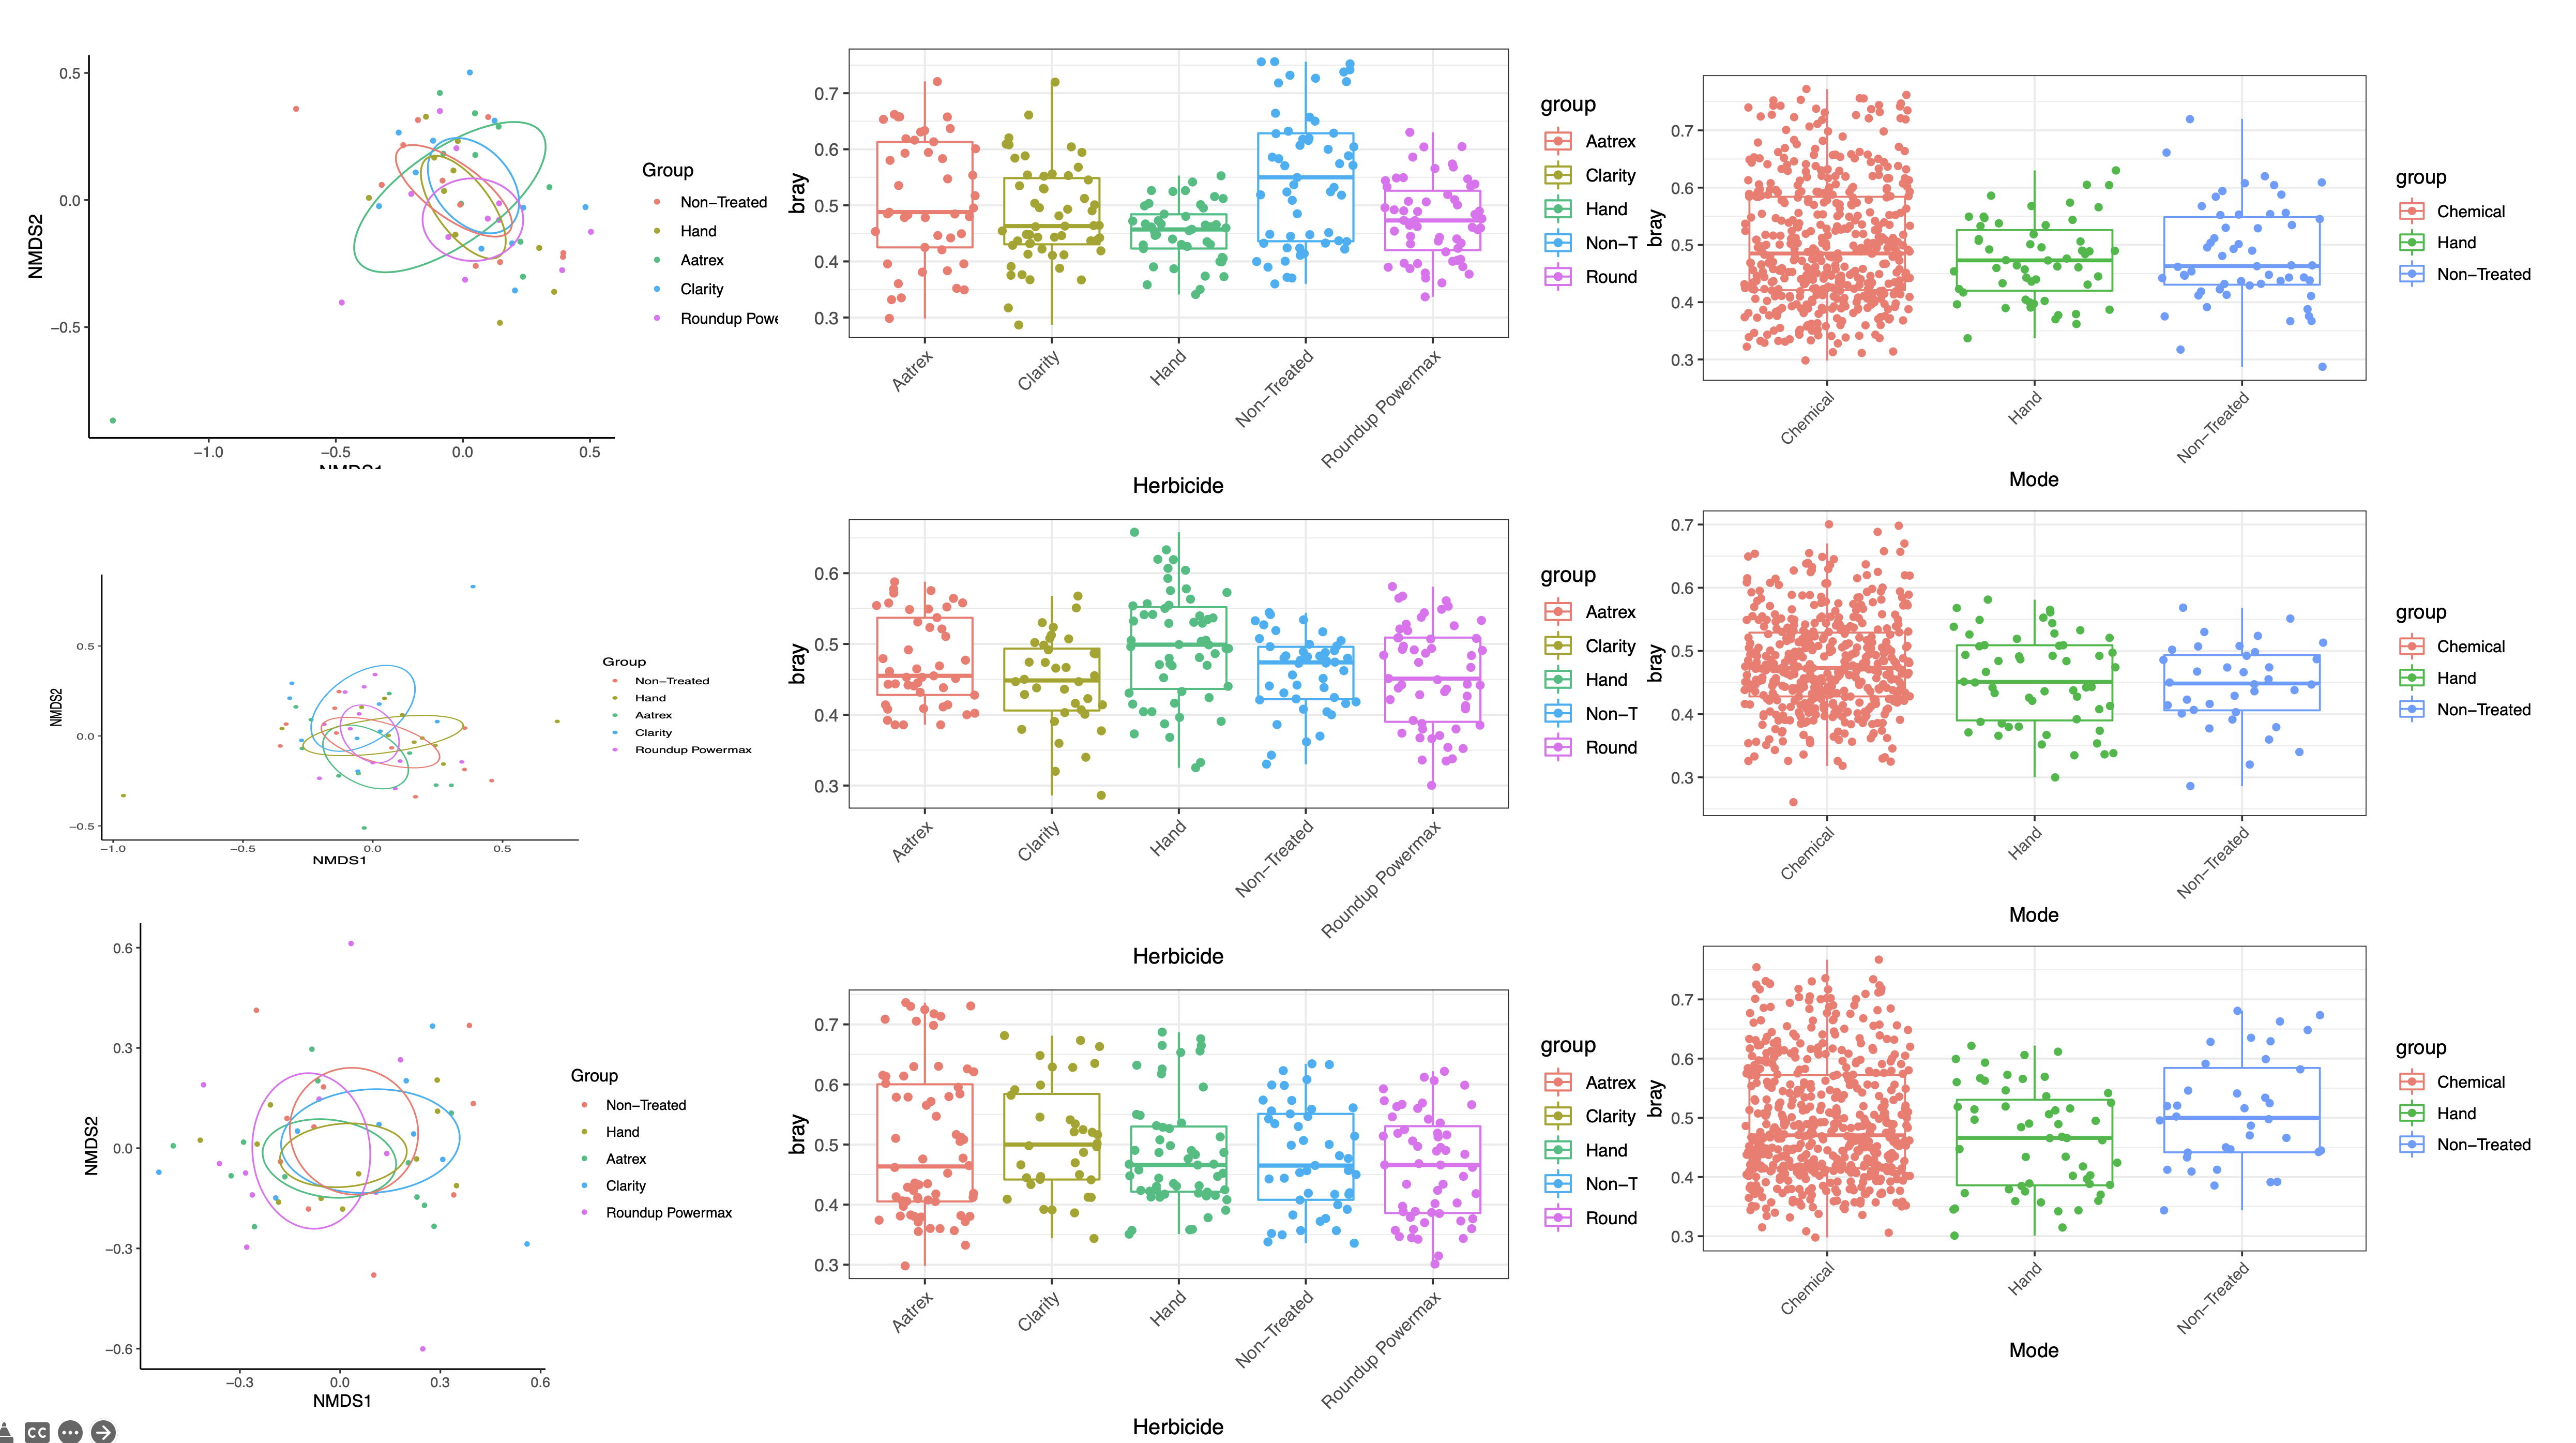 0.5
0.0
−0.5
NMDS2
−1.0 −0.5 0.0 0.5
NMDS1
Group
Non−Treated
Hand
Aatrex
Clarity
Roundup Powe
0.7
0.6
0.5
0.4
0.3
bray
Aatrex
Clarity
Hand
Non−Treated
Roundup Powermax
Herbicide
group
Aatrex
Clarity
Hand
Non−T
Round
0.7
0.6
0.5
0.4
0.3
bray
Chemical
Hand
Non−Treated
Mode
group
Chemical
Hand
Non−Treated
0.5
0.0
−0.5
NMDS2
−1.0 −0.5 0.0 0.5
NMDS1
Group
Non−Treated
Hand
Aatrex
Clarity
Roundup Powermax
0.6
0.5
0.4
0.3
bray
Aatrex
Clarity
Hand
Non−Treated
Roundup Powermax
Herbicide
group
Aatrex
Clarity
Hand
Non−T
Round
0.7
0.6
0.5
0.4
0.3
bray
Chemical
Hand
Non−Treated
Mode
group
Chemical
Hand
Non−Treated
0.6
0.3
0.0
−0.3
−0.6
NMDS2
−0.3 0.0 0.3 0.6
NMDS1
Group
Non−Treated
Hand
Aatrex
Clarity
Roundup Powermax
0.7
0.6
0.5
0.4
0.3
bray
Aatrex
Clarity
Hand
Non−Treated
Roundup Powermax
Herbicide
group
Aatrex
Clarity
Hand
Non−T
Round
0.7
0.6
0.5
0.4
0.3
bray
Chemical
Hand
Non−Treated
Mode
group
Chemical
Hand
Non−Treated
CC